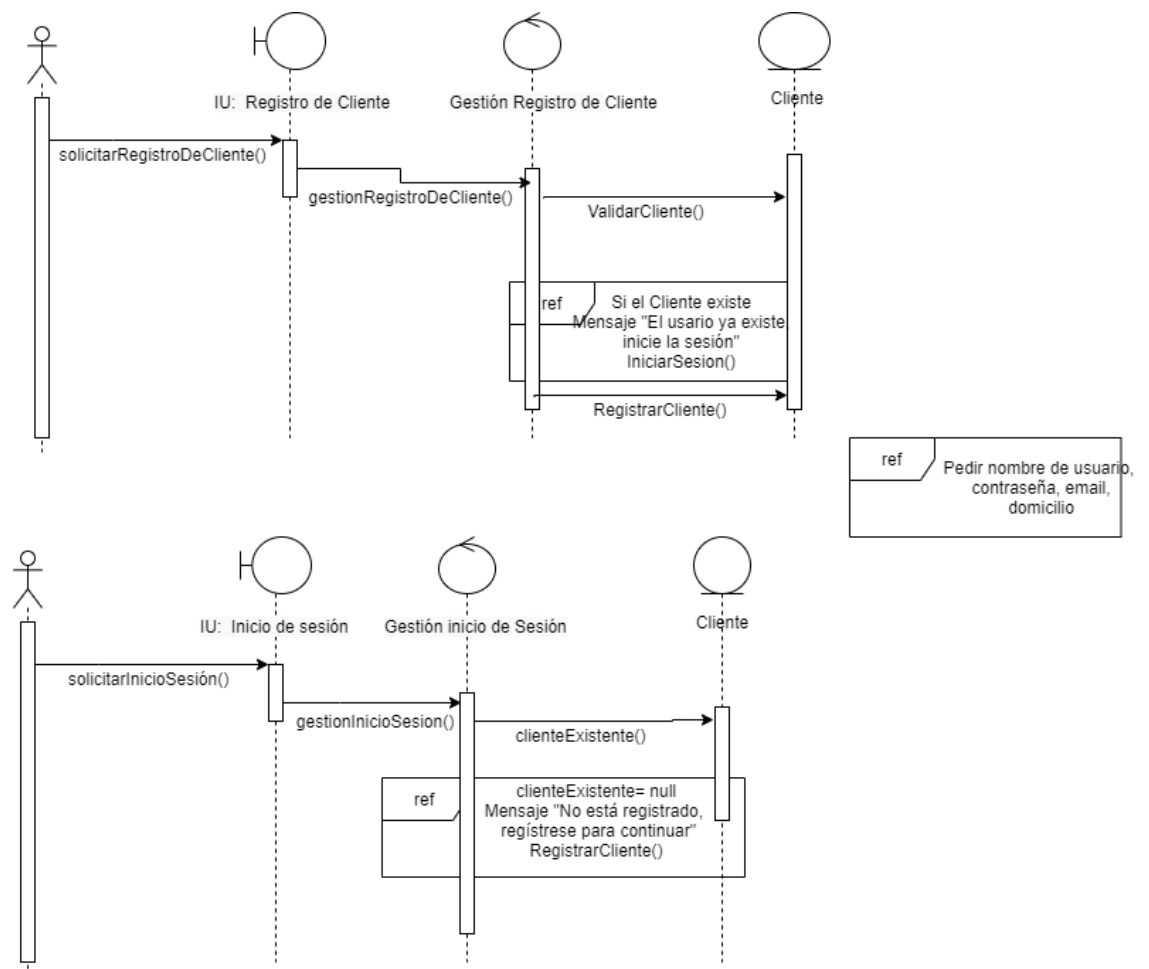 IU:  Registro de Cliente
Gestión Registro de Cliente
Cliente
solicitarRegistroDeCliente()
gestionRegistroDeCliente()
ValidarCliente()
ref
Si el Cliente existe
Mensaje "El usario ya existe,
inicie la sesión"
IniciarSesion()
RegistrarCliente()
ref
Pedir nombre de usuario,
contraseña, email,
domicilio
IU:  Inicio de sesión
Gestión inicio de Sesión
Cliente
solicitarInicioSesión()
gestionInicioSesion()
clienteExistente()
ref
clienteExistente= null
Mensaje "No está registrado,
regístrese para continuar"
RegistrarCliente()